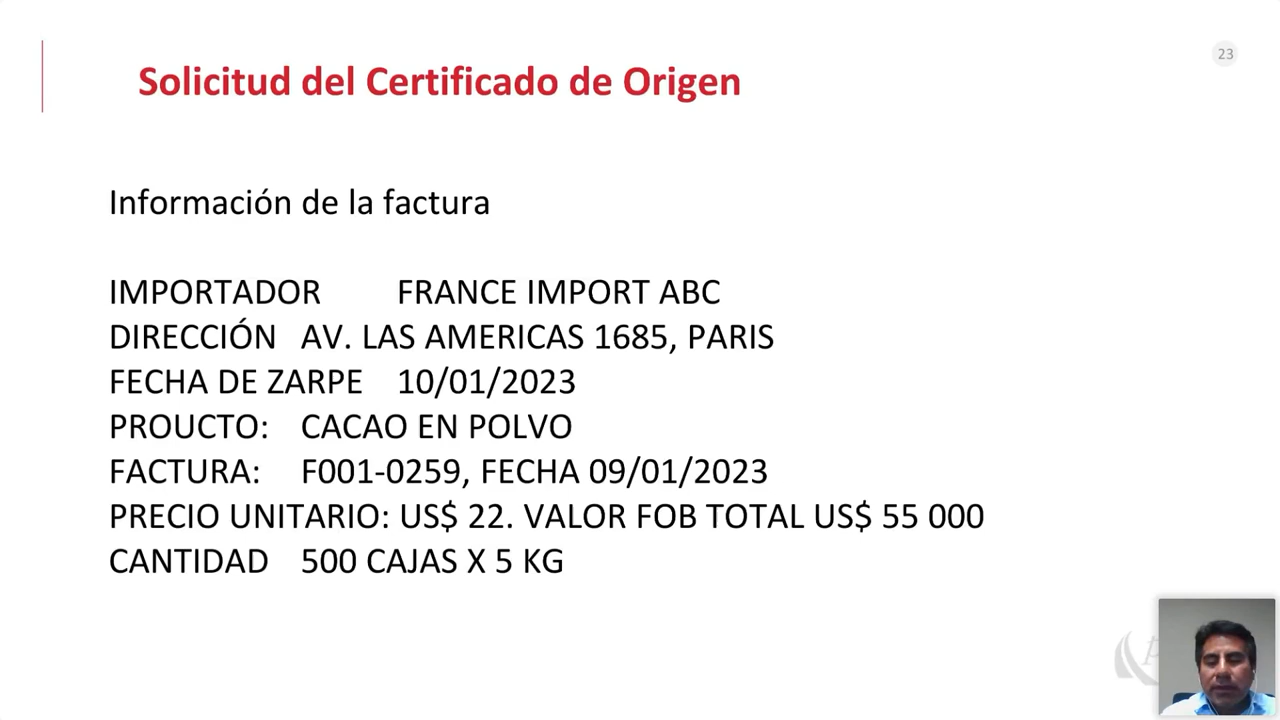 23
Solicitud del Certificado de Origen
Información de la factura
IMPORTADOR FRANCE IMPORT ABC
DIRECCIÓN AV. LAS AMERICAS 1685, PARIS
FECHA DE ZARPE 10/01/2023
PROUCTO: CACAO EN POLVO
FACTURA: F001-0259, FECHA 09/01/2023
PRECIO UNITARIO: US$ 22. VALOR FOB TOTAL US$ 55 000
CANTIDAD 500 CAJAS X 5 KG